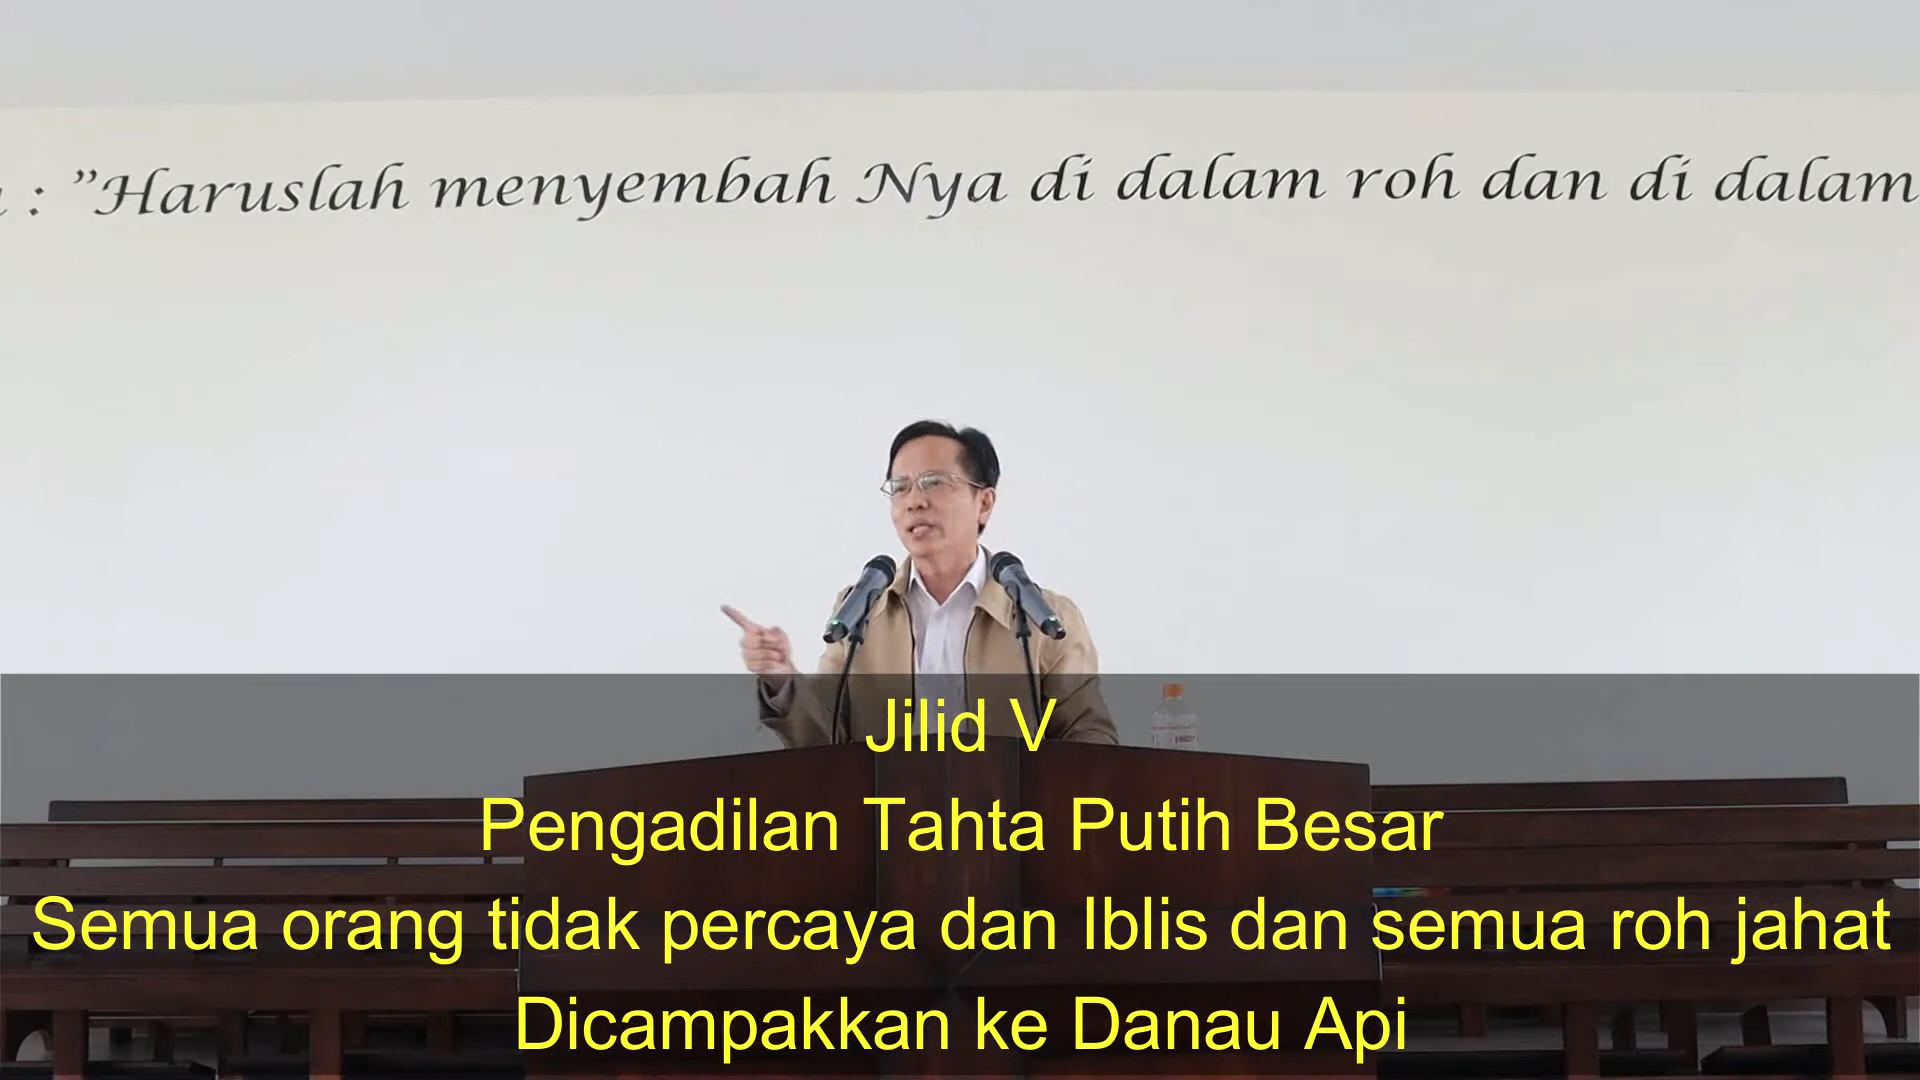 : "Haruslah menyembah Nya di dalam roh dan di dalam
Jilid V
Pengadilan Tahta Putih Besar
Semua orang tidak percaya dan Iblis dan semua roh jahat
Dicampakkan ke Danau Api